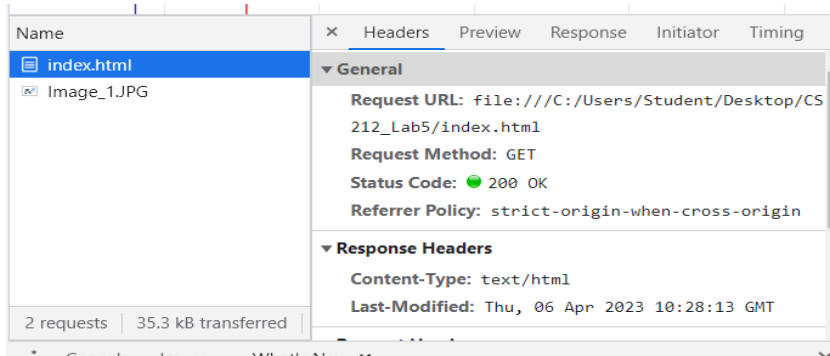 Name
index.html
Image_1.JPG
2 requests 35.3 kB transferred
× Headers Preview Response Initiator Timing
▼ General
Request URL: file:///C:/Users/Student/Desktop/CS
212_Lab5/index.html
Request Method: GET
Status Code: 200 OK
Referrer Policy: strict-origin-when-cross-origin
▼ Response Headers
Content-Type: text/html
Last-Modified: Thu, 06 Apr 2023 10:28:13 GMT